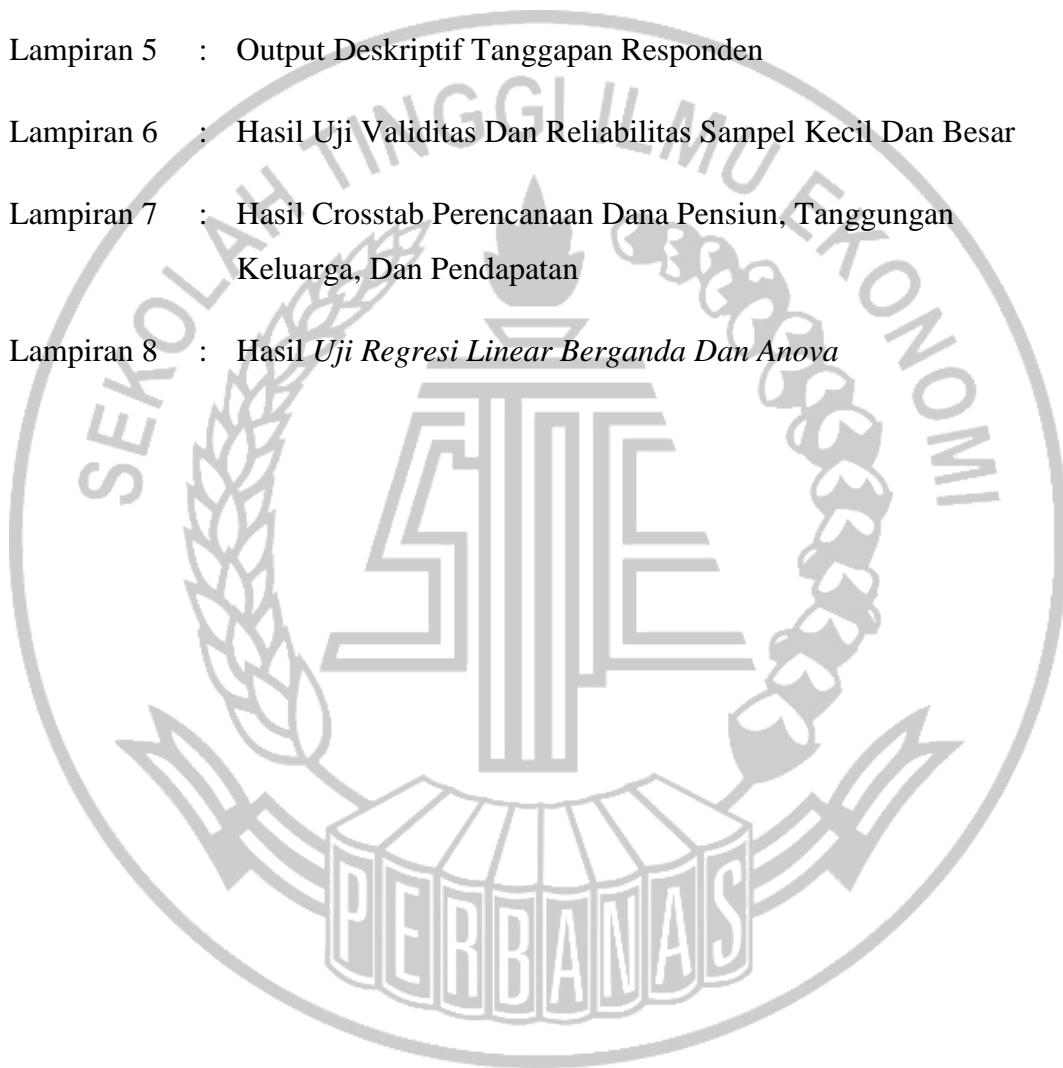 Lampiran 5 : Output Deskriptif Tanggapan Responden
Lampiran 6 : Hasil Uji Validitas Dan Reliabilitas Sampel Kecil Dan Besar
Lampiran 7 : Hasil Crosstab Perencanaan Dana Pensiun, Tanggungan
Keluarga, Dan Pendapatan
Lampiran 8 : Hasil Uji Regresi Linear Berganda Dan Anova
SEKOLAH TINGGI ILMU EKONOMI
STIE
PERBANAS